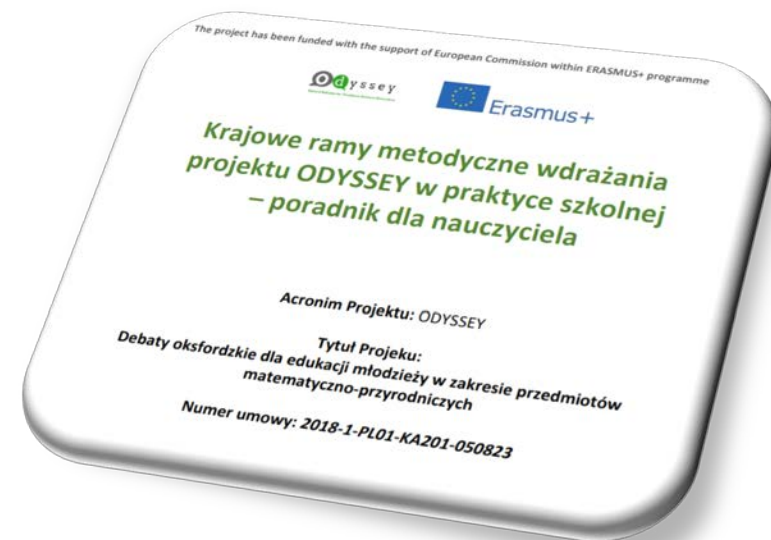 The project has been funded with the support of European Commission within ERASMUS+ programme
Odyssey
Erasmus+
Krajowe ramy metodyczne wdrażania
projektu ODYSSEY w praktyce szkolnej
– poradnik dla nauczyciela
Acronim Projektu: ODYSSEY
Tytuł Projeku:
Debaty oksfordzkie dla edukacji młodzieży w zakresie przedmiotów
matematyczno-przyrodniczych
Numer umowy: 2018-1-PL01-KA201-050823